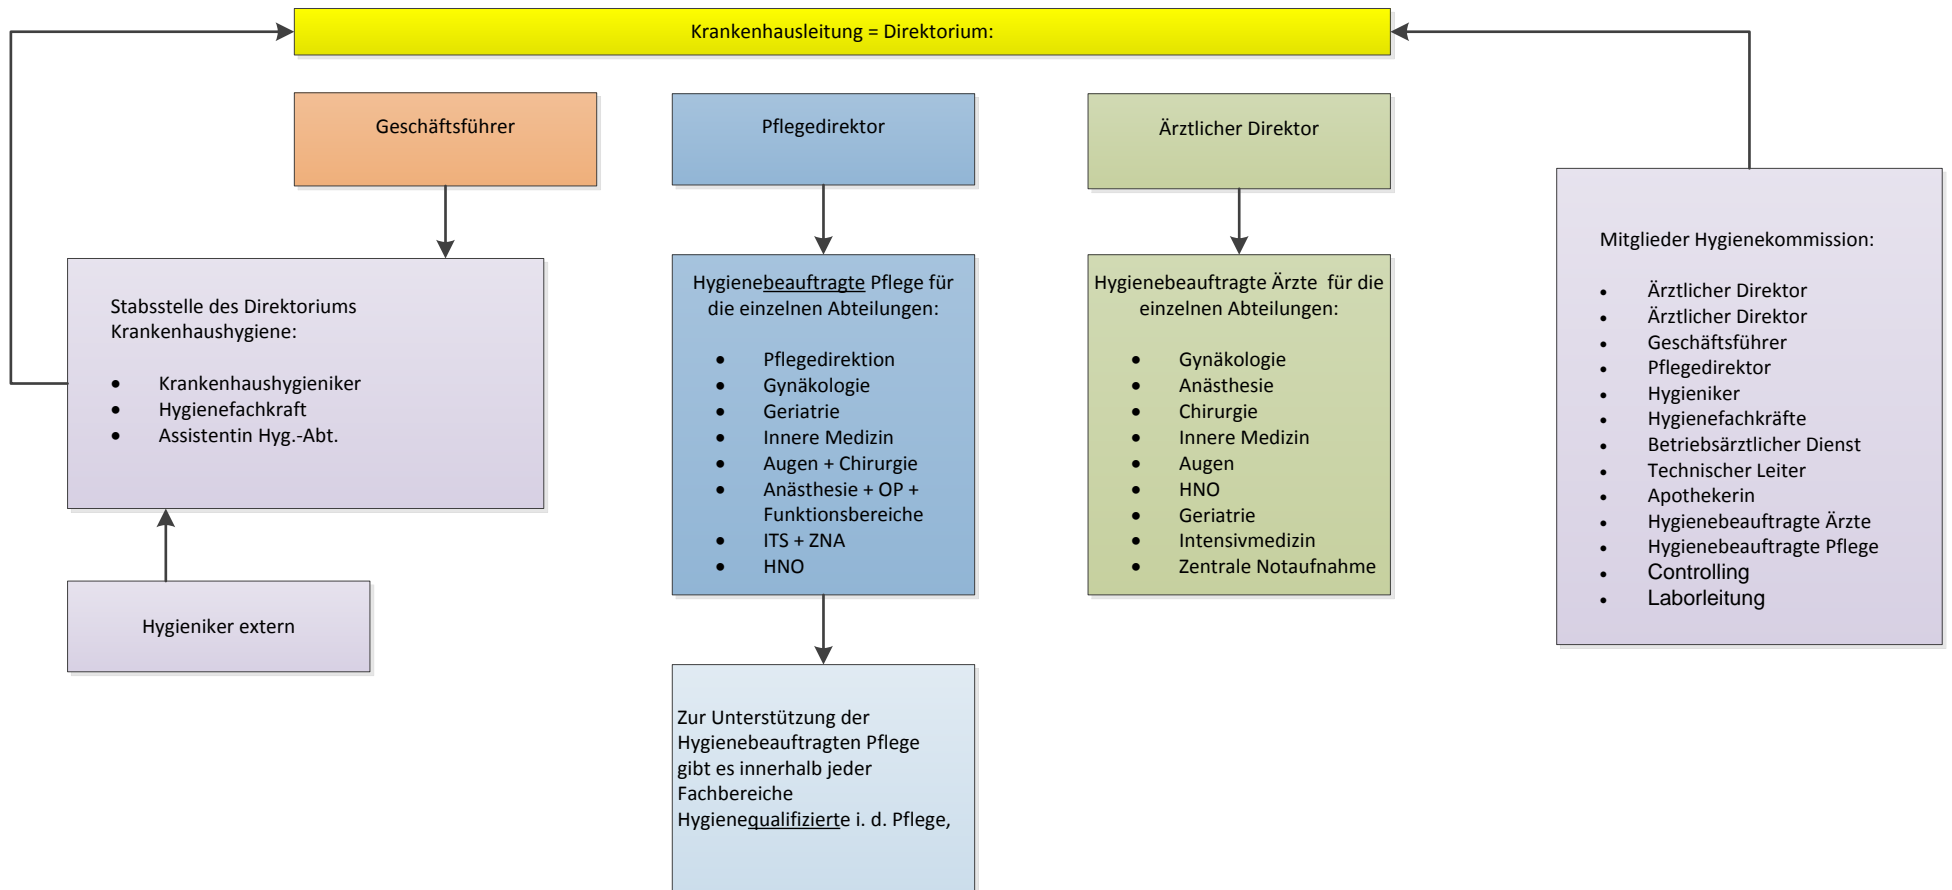 Krankenhausleitung = Direktorium:
Geschäftsführer
Pflegedirektor
Ärztlicher Direktor
Stabsstelle des Direktoriums
Krankenhaushygiene:
• Krankenhaushygieniker
• Hygienefachkraft
• Assistentin Hyg.-Abt.
Hygieniker extern
Hygienebeauftragte Pflege für
die einzelnen Abteilungen:
• Pflegedirektion
• Gynäkologie
• Geriatrie
• Innere Medizin
• Augen + Chirurgie
• Anästhesie + OP +
Funktionsbereiche
• ITS + ZNA
• HNO
Zur Unterstützung der
Hygienebeauftragten Pflege
gibt es innerhalb jeder
Fachbereiche
Hygienequalifizierte i. d. Pflege,
Hygienebeauftragte Ärzte für die
einzelnen Abteilungen:
• Gynäkologie
• Anästhesie
• Chirurgie
• Innere Medizin
• Augen
• HNO
• Geriatrie
• Intensivmedizin
• Zentrale Notaufnahme
Mitglieder Hygienekommission:
• Ärztlicher Direktor
• Ärztlicher Direktor
• Geschäftsführer
• Pflegedirektor
• Hygieniker
• Hygienefachkräfte
• Betriebsärztlicher Dienst
• Technischer Leiter
• Apothekerin
• Hygienebeauftragte Ärzte
• Hygienebeauftragte Pflege
• Controlling
• Laborleitung